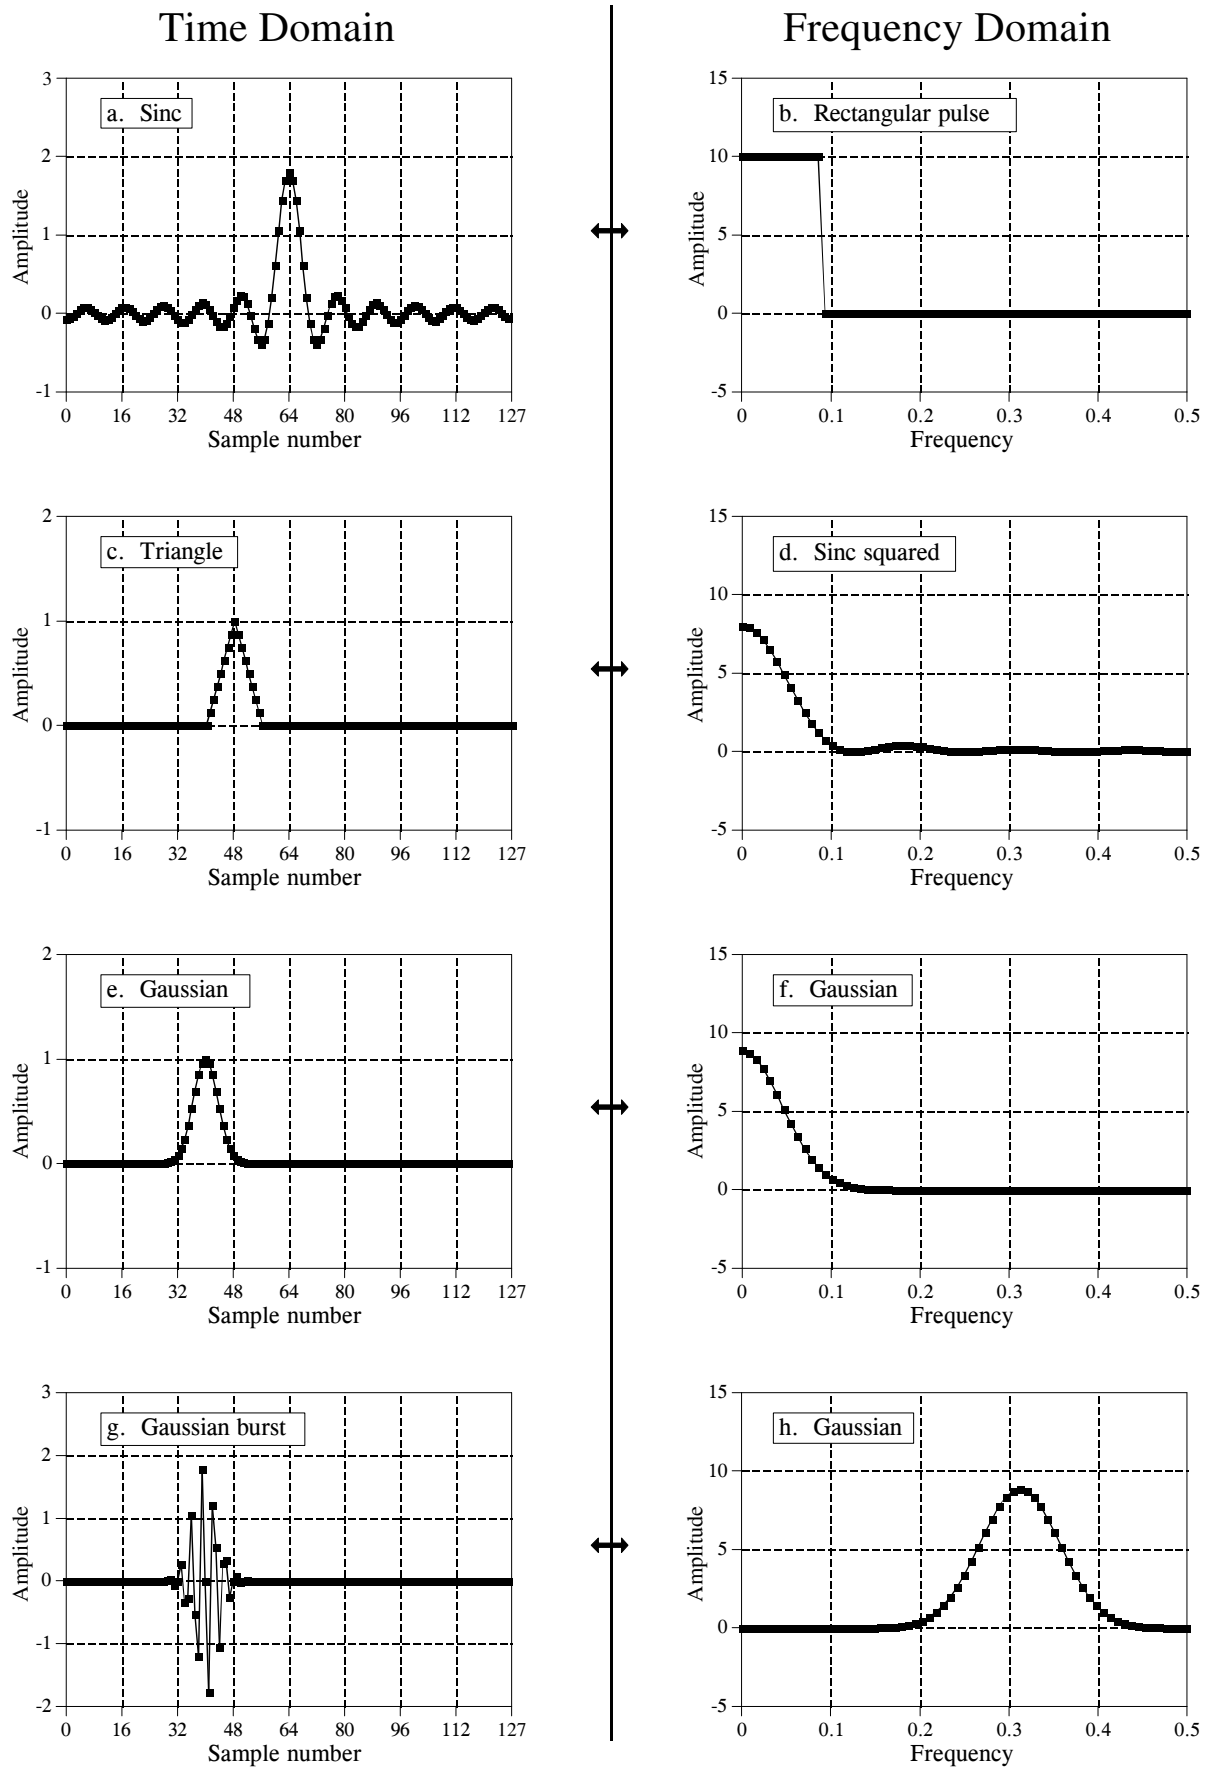 Time Domain
Frequency Domain
a. Sinc
3
2
1
0
-1
Amplitude
0 16 32 48 64 80 96 112 127
Sample number
b. Rectangular pulse
15
10
5
0
-5
Amplitude
0 0.1 0.2 0.3 0.4 0.5
Frequency
c. Triangle
2
1
0
-1
Amplitude
0 16 32 48 64 80 96 112 127
Sample number
d. Sinc squared
15
10
5
0
-5
Amplitude
0 0.1 0.2 0.3 0.4 0.5
Frequency
e. Gaussian
2
1
0
-1
Amplitude
0 16 32 48 64 80 96 112 127
Sample number
f. Gaussian
15
10
5
0
-5
Amplitude
0 0.1 0.2 0.3 0.4 0.5
Frequency
g. Gaussian burst
3
2
1
0
-1
-2
Amplitude
0 16 32 48 64 80 96 112 127
Sample number
h. Gaussian
15
10
5
0
-5
Amplitude
0 0.1 0.2 0.3 0.4 0.5
Frequency